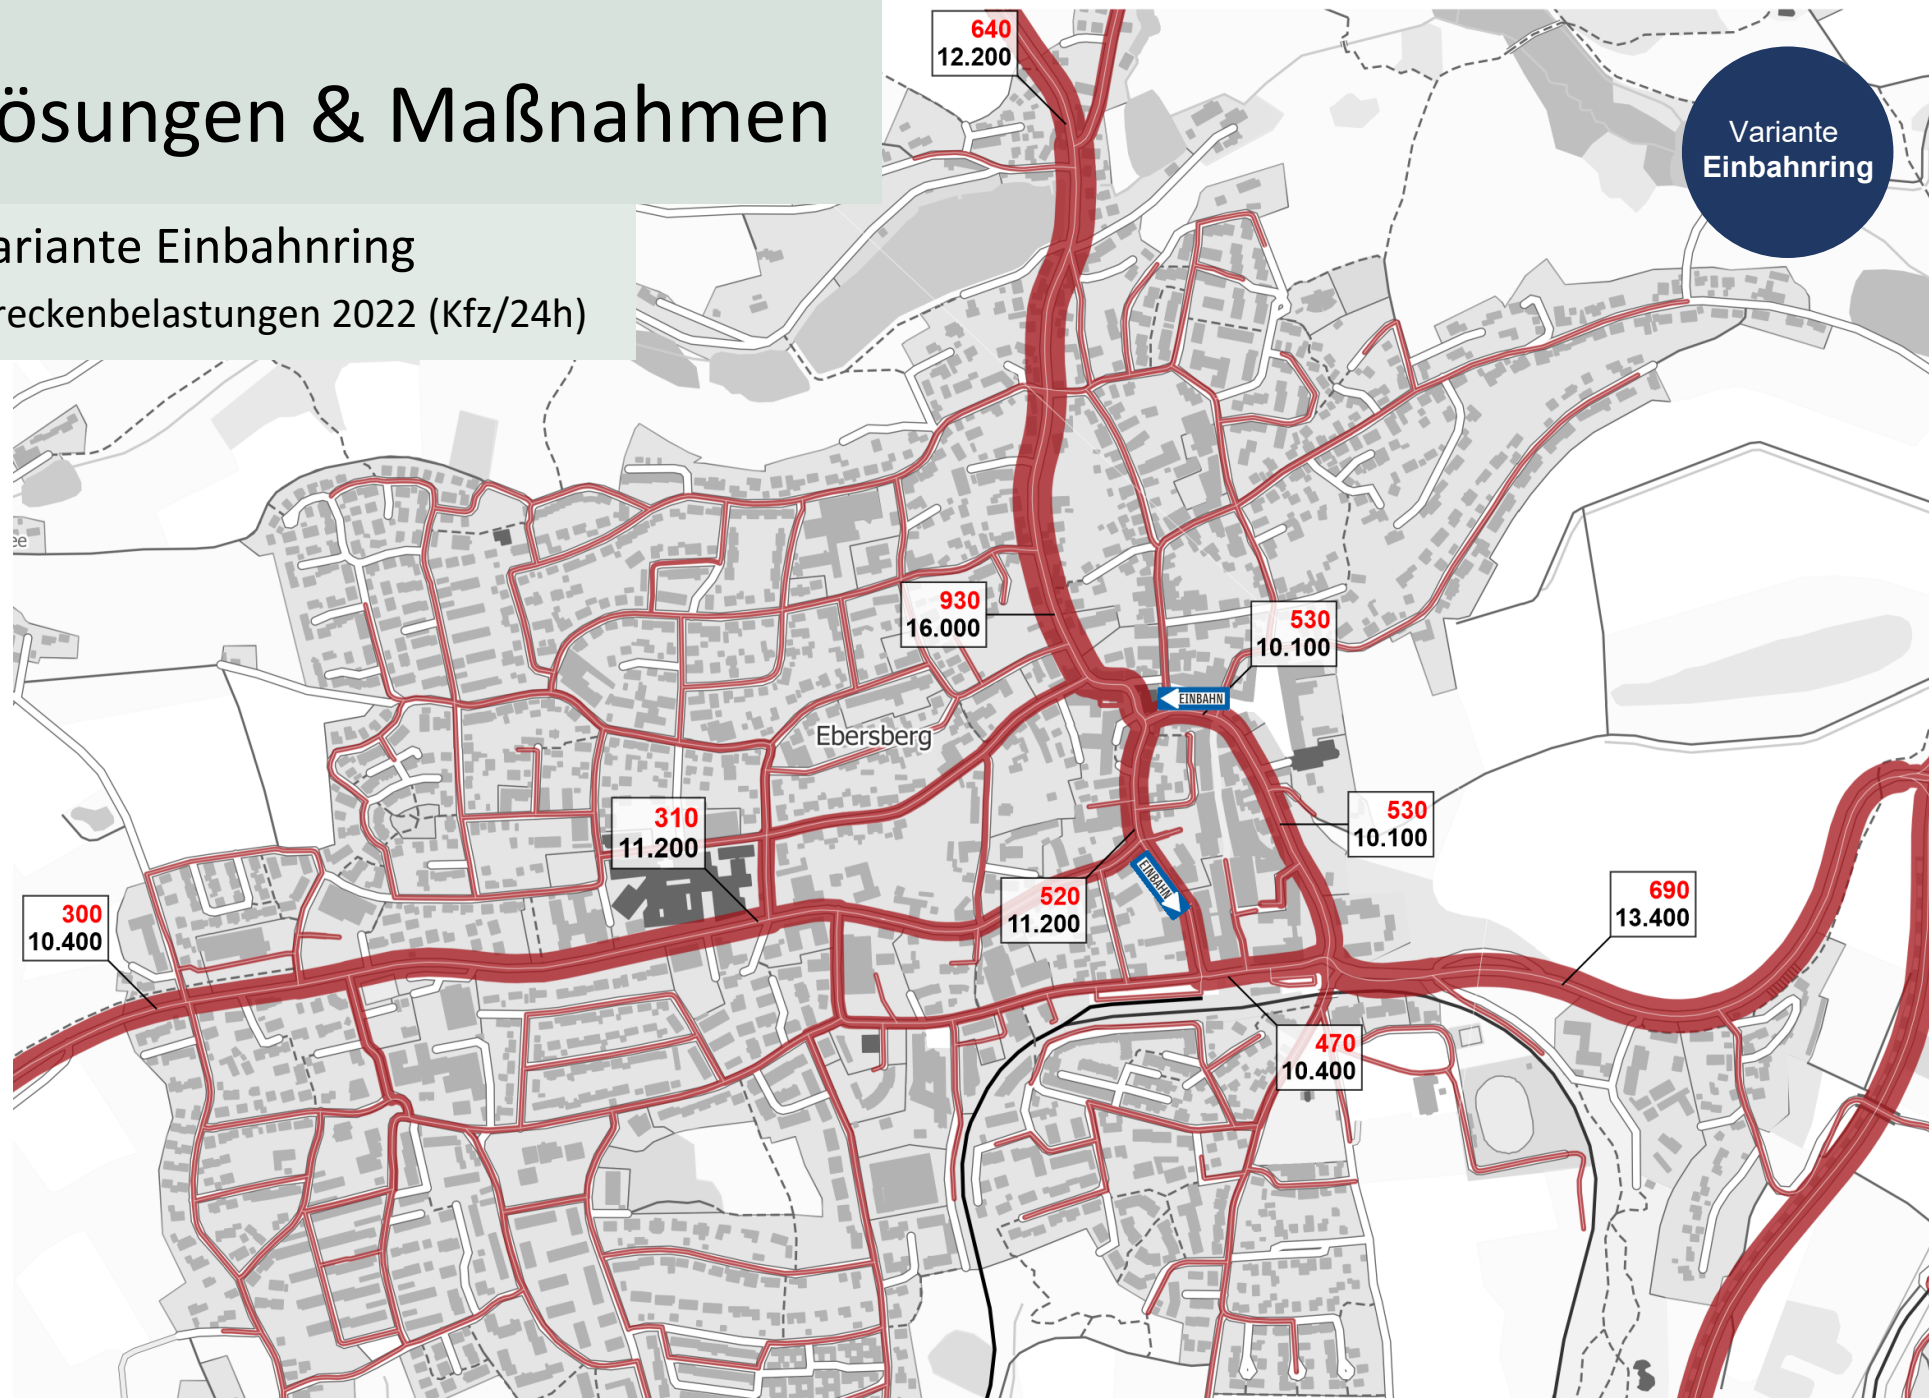 ösungen & Maßnahmen
ariante Einbahnring
reckenbelastungen 2022 (Kfz/24h)
640
12.200
Variante
Einbahnring
ee
930
16.000
530
10.100
EINBAHN
Ebersberg
310
11.200
530
10.100
EINBAHN
300
10.400
520
11.200
690
13.400
470
10.400